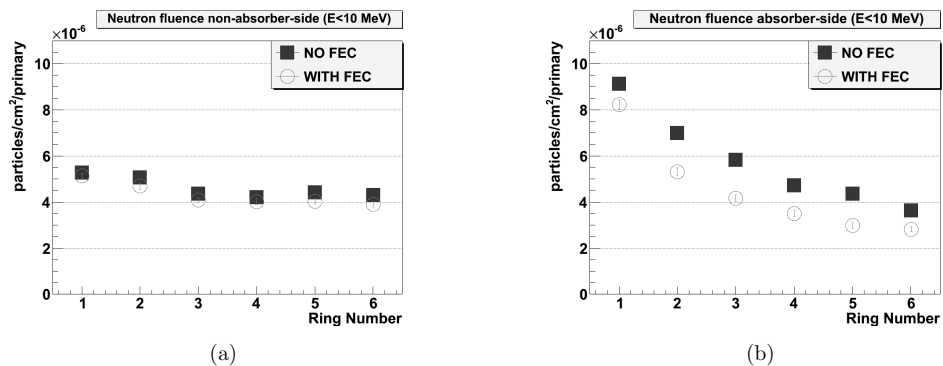 Neutron fluence non-absorber-side (E<10 MeV)
×10⁻⁶
particles/cm²/primary
10
8
6
4
2
0
NO FEC
WITH FEC
1 2 3 4 5 6
Ring Number
(a)
Neutron fluence absorber-side (E<10 MeV)
×10⁻⁶
particles/cm²/primary
10
8
6
4
2
0
NO FEC
WITH FEC
1 2 3 4 5 6
Ring Number
(b)